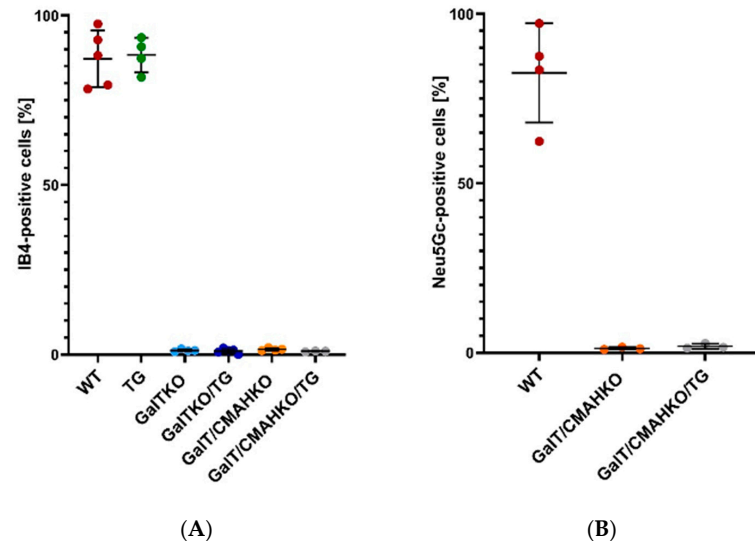 100
50
0
IB4-positive cells [%]
WT
TG
GalTKO
GalTKO/TG
GalT/CMAHKO
GalT/CMAHKO/TG
(A)
100
50
0
Neu5Gc-positive cells [%]
WT
GalT/CMAHKO
GalT/CMAHKO/TG
(B)